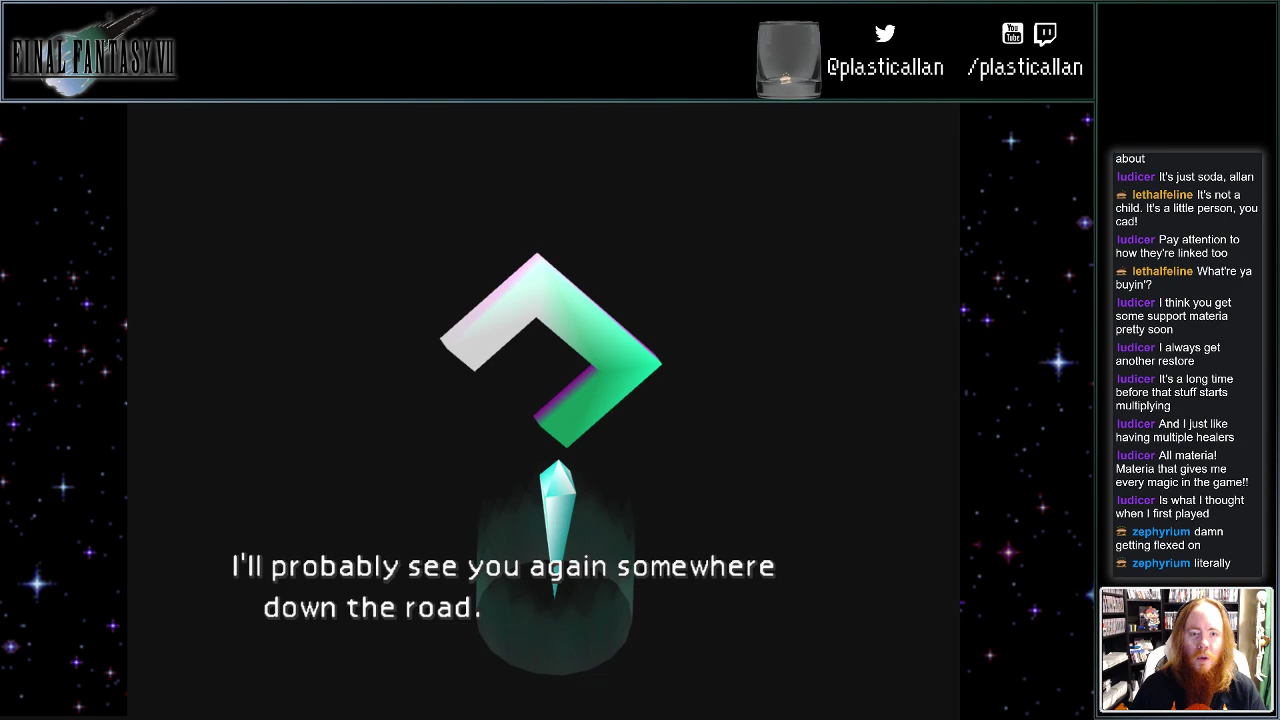 FINAL FANTASY VII
@plasticallan
You Tube
/plasticallan
about
ludicer It's just soda, allan
lethalfeline It's not a
child. It's a little person, you
cad!
ludicer Pay attention to
how they're linked too
lethalfeline What're ya
buyin'?
ludicer I think you get
some support materia
pretty soon
ludicer I always get
another restore
ludicer It's a long time
before that stuff starts
multiplying
ludicer And I just like
having multiple healers
ludicer All materia!
Materia that gives me
every magic in the game!!
ludicer Is what I thought
when I first played
zephyrium damn
getting flexed on
zephyrium literally
I'll probably see you again somewhere
down the road.